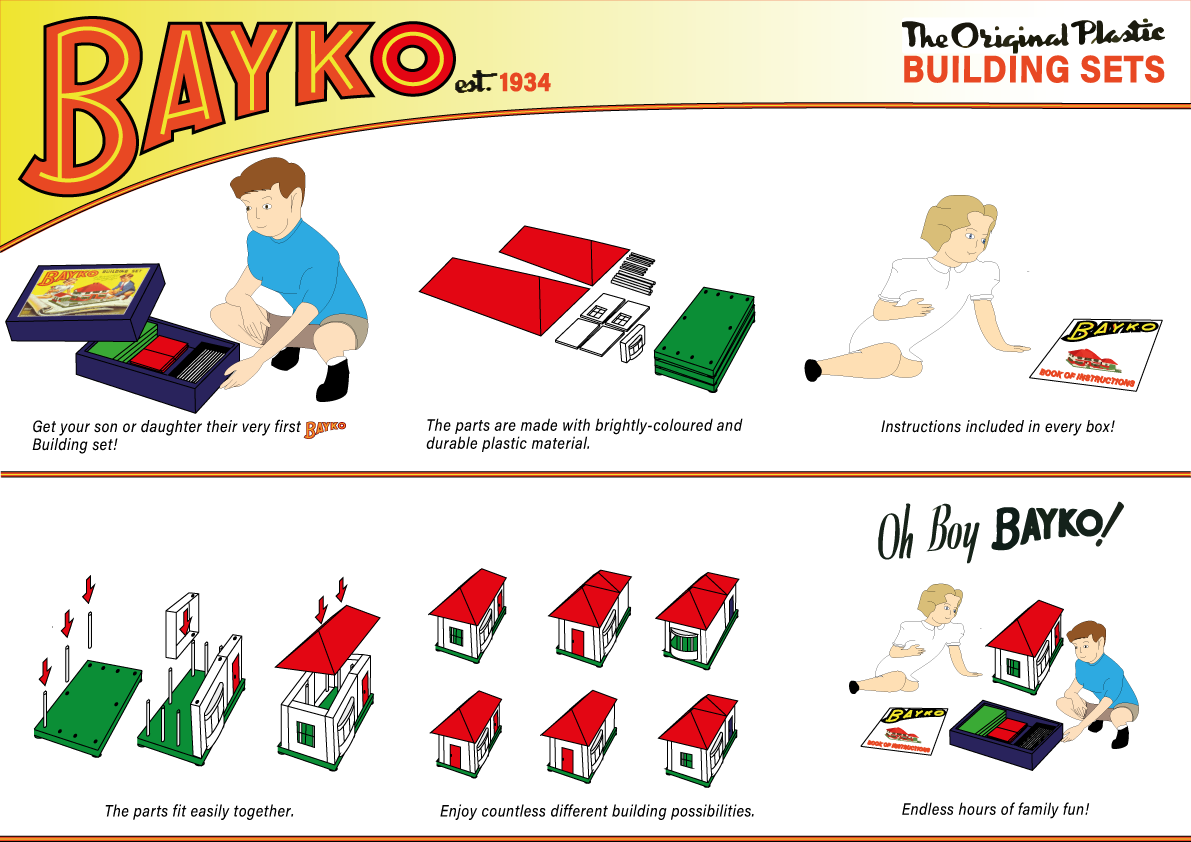 BAYKO est. 1934
The Original Plastic
BUILDING SETS
BAYKO BUILDING SET
BAYKO
BOOK OF INSTRUCTIONS
Get your son or daughter their very first BAYKO
Building set!
The parts are made with brightly-coloured and
durable plastic material.
Instructions included in every box!
Oh Boy BAYKO!
BAYKO
BOOK OF INSTRUCTIONS
The parts fit easily together.
Enjoy countless different building possibilities.
Endless hours of family fun!